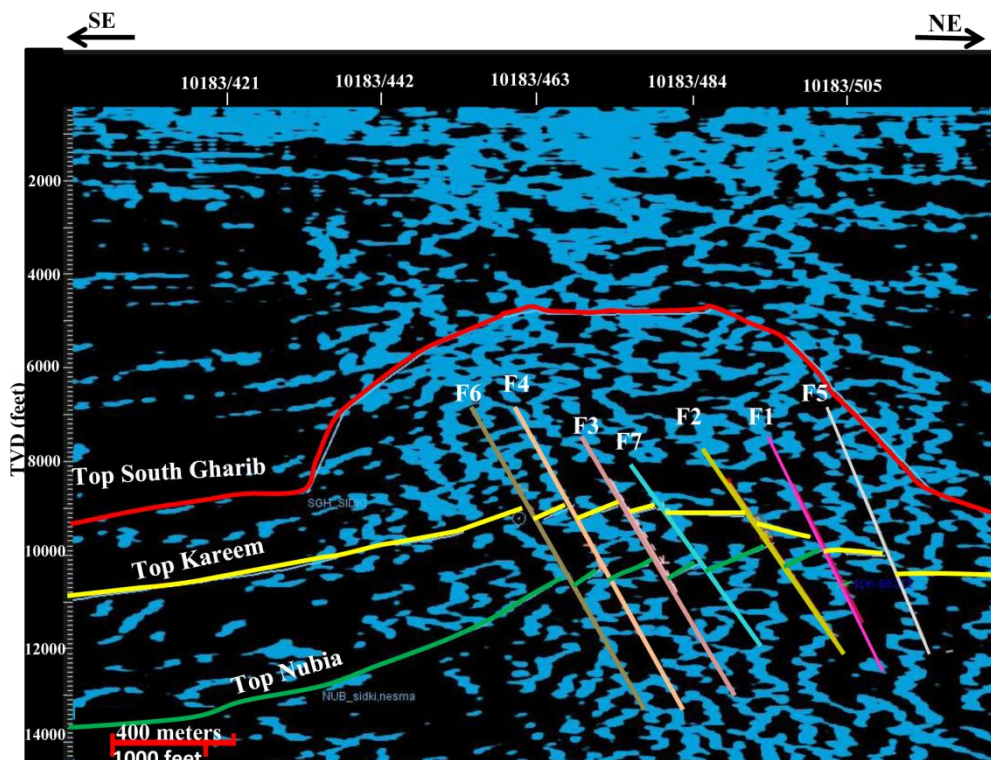 SE NE
10183/421 10183/442 10183/463 10183/484 10183/505
2000
4000
6000
F6 F4 F3 F7 F2 F1 F5
TVD (feet)
8000
Top South Gharib
SGH_SIDKI
10000
Top Kareem
12000
Top Nubia
NUB_sidki,nesma
14000
400 meters
1000 feet